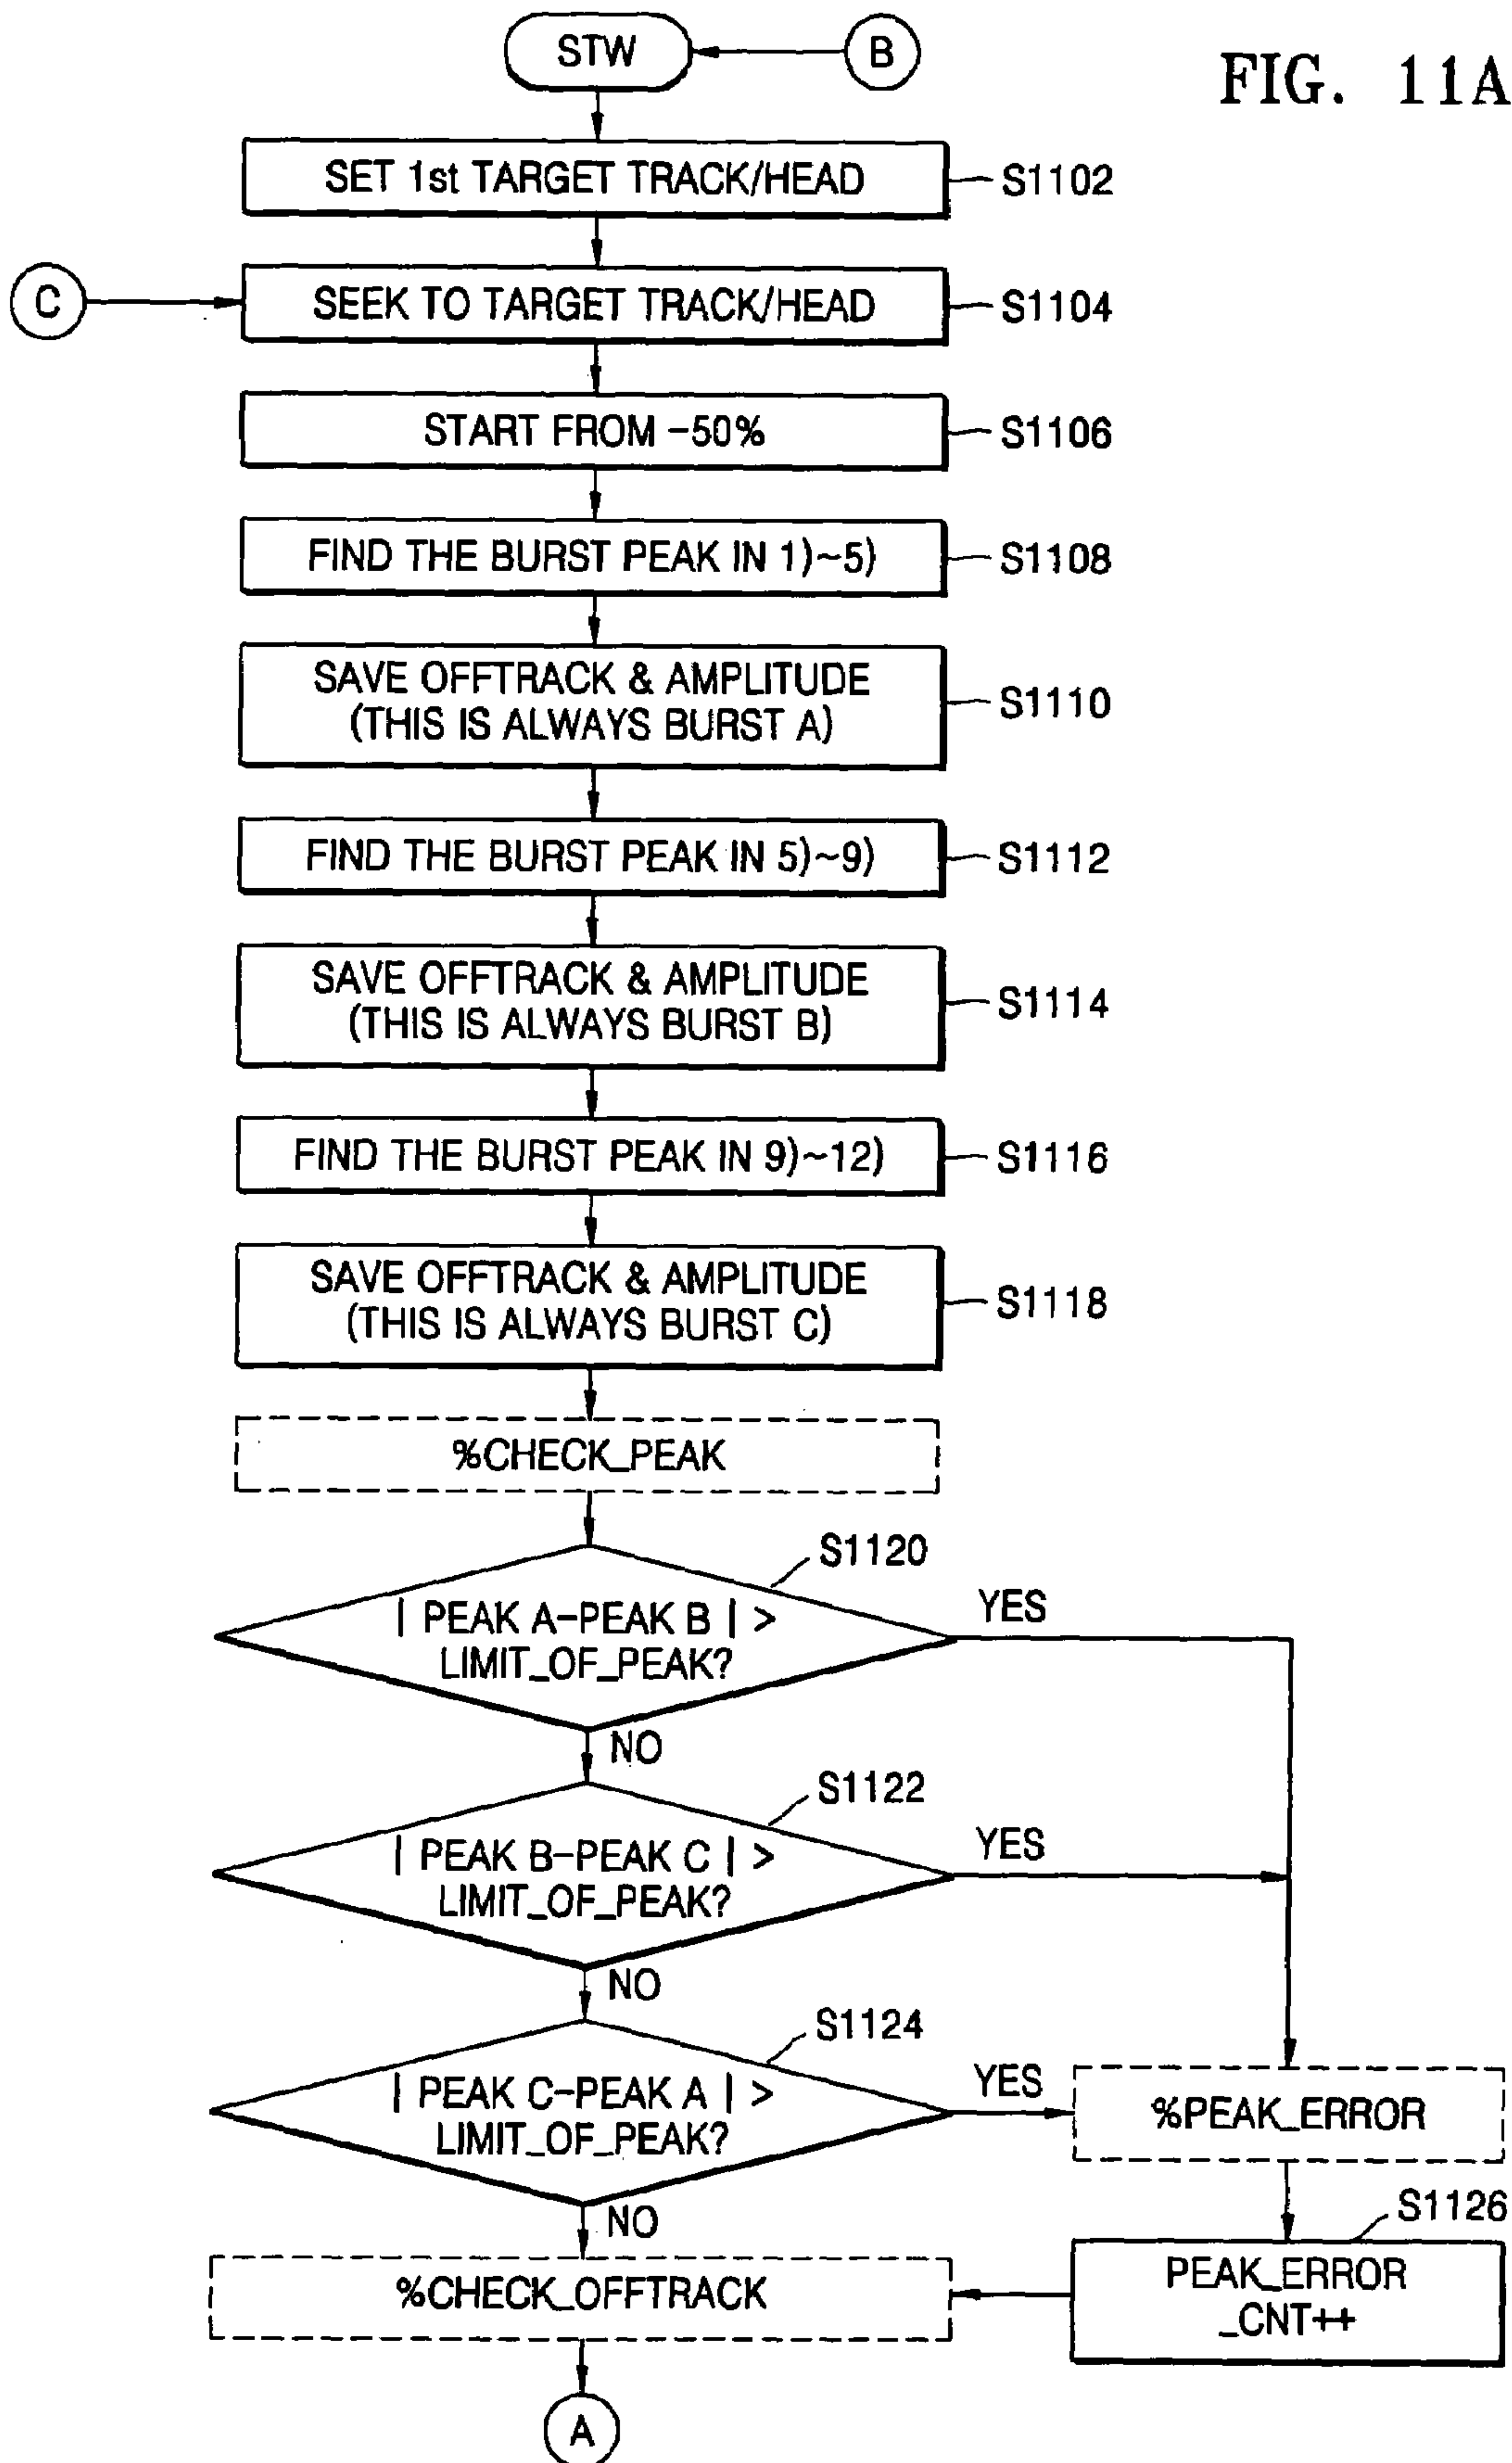 FIG. 11A
STW
B
SET 1st TARGET TRACK/HEAD
S1102
C
SEEK TO TARGET TRACK/HEAD
S1104
START FROM -50%
S1106
FIND THE BURST PEAK IN 1)~5)
S1108
SAVE OFFTRACK & AMPLITUDE
(THIS IS ALWAYS BURST A)
S1110
FIND THE BURST PEAK IN 5)~9)
S1112
SAVE OFFTRACK & AMPLITUDE
(THIS IS ALWAYS BURST B)
S1114
FIND THE BURST PEAK IN 9)~12)
S1116
SAVE OFFTRACK & AMPLITUDE
(THIS IS ALWAYS BURST C)
S1118
%CHECK_PEAK
S1120
| PEAK A-PEAK B | >
LIMIT_OF_PEAK?
YES
NO
S1122
| PEAK B-PEAK C | >
LIMIT_OF_PEAK?
YES
NO
S1124
| PEAK C-PEAK A | >
LIMIT_OF_PEAK?
YES
%PEAK_ERROR
NO
S1126
PEAK_ERROR
_CNT++
%CHECK_OFFTRACK
A